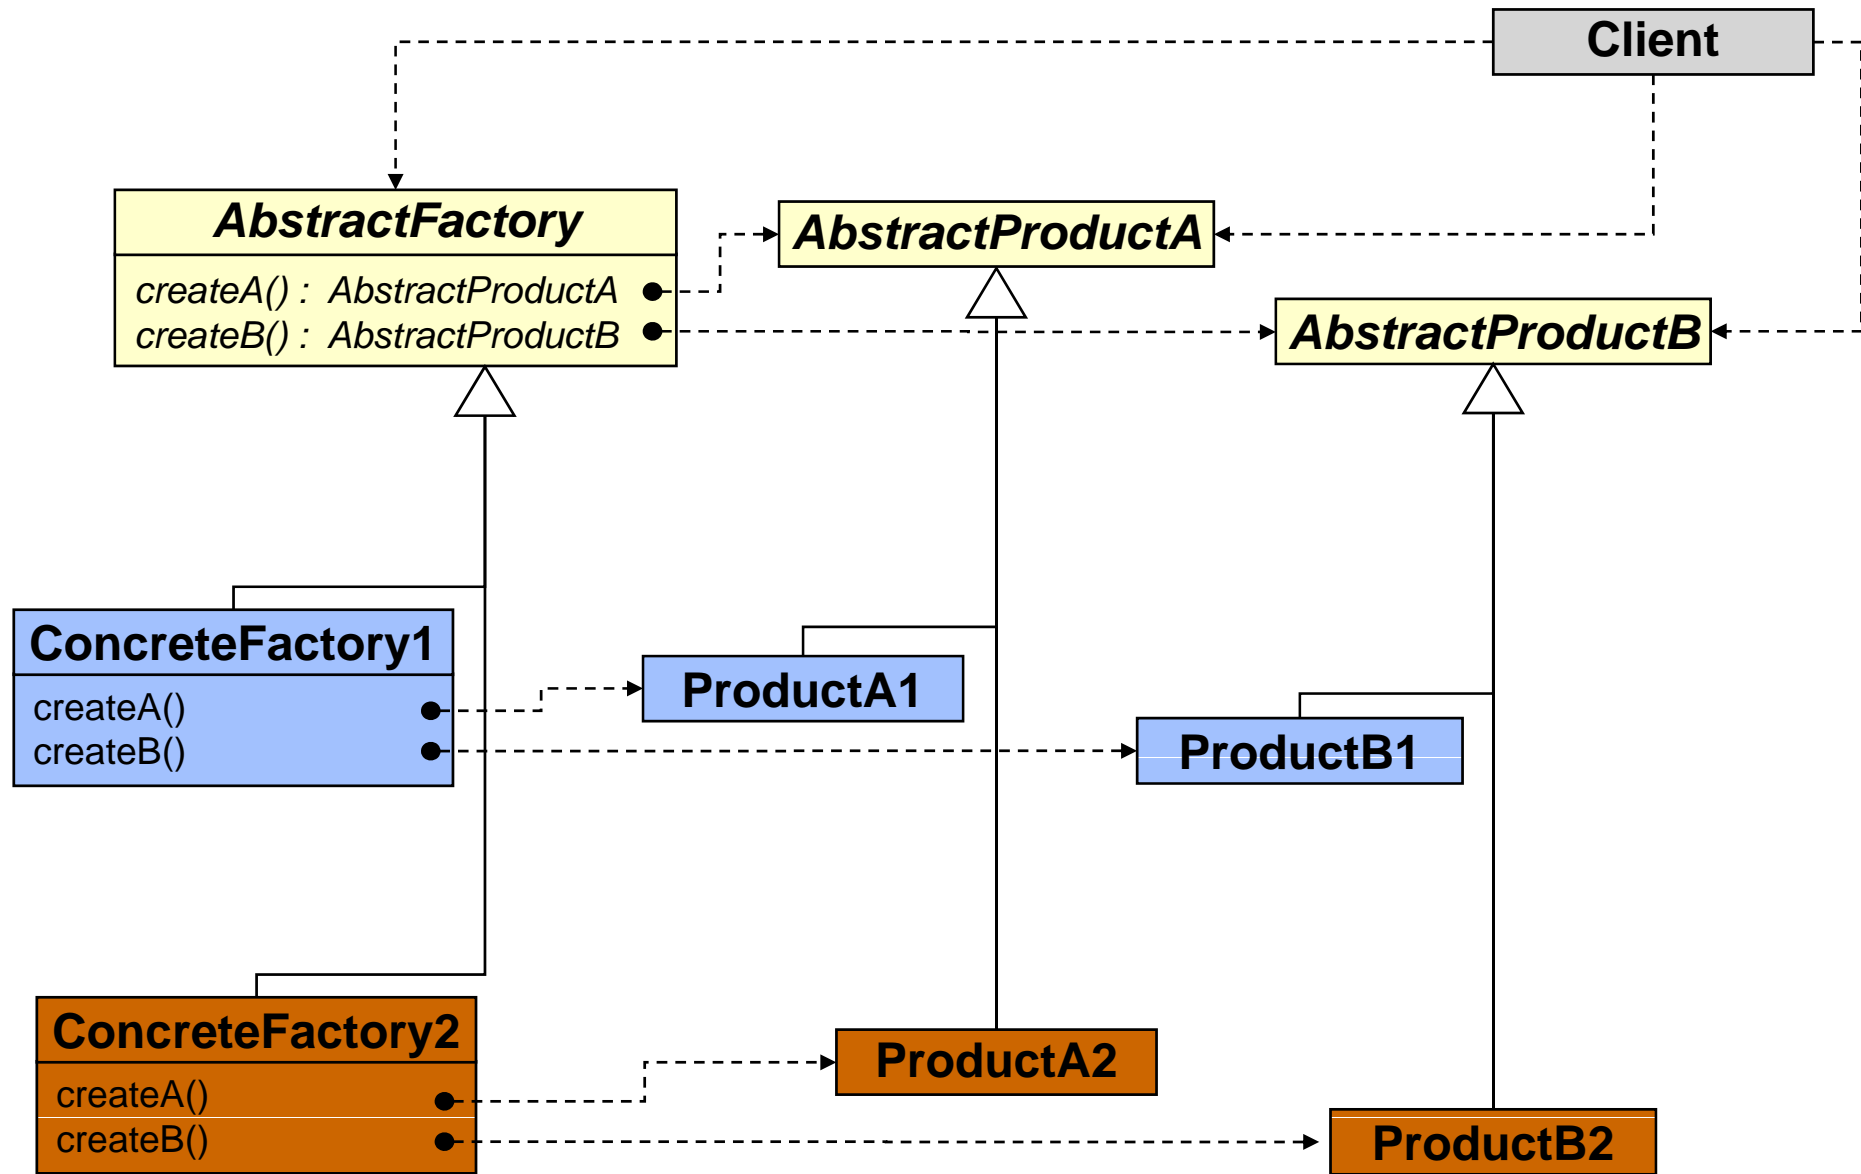 Client
AbstractFactory
createA() : AbstractProductA
createB() : AbstractProductB
AbstractProductA
AbstractProductB
ConcreteFactory1
createA()
createB()
ProductA1
ProductB1
ConcreteFactory2
createA()
createB()
ProductA2
ProductB2